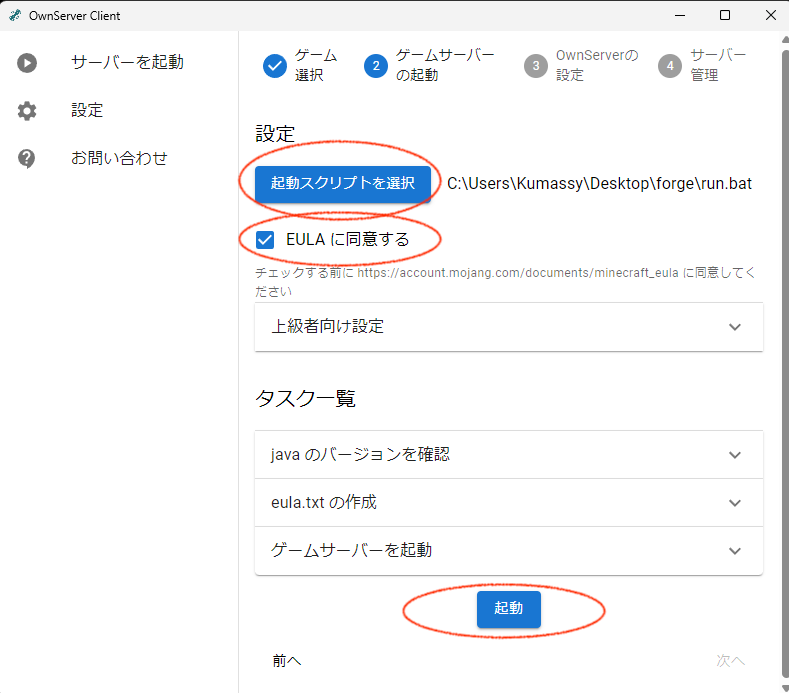 OwnServer Client
サーバーを起動
設定
お問い合わせ
ゲーム
選択
2
ゲームサーバー
の起動
3
OwnServerの
設定
4
サーバー
管理
設定
起動スクリプトを選択
C:\Users\Kumassy\Desktop\forge\run.bat
EULA に同意する
チェックする前に https://account.mojang.com/documents/minecraft_eula に同意してく
ださい
上級者向け設定
タスク一覧
java のバージョンを確認
eula.txt の作成
ゲームサーバーを起動
起動
前へ
次へ